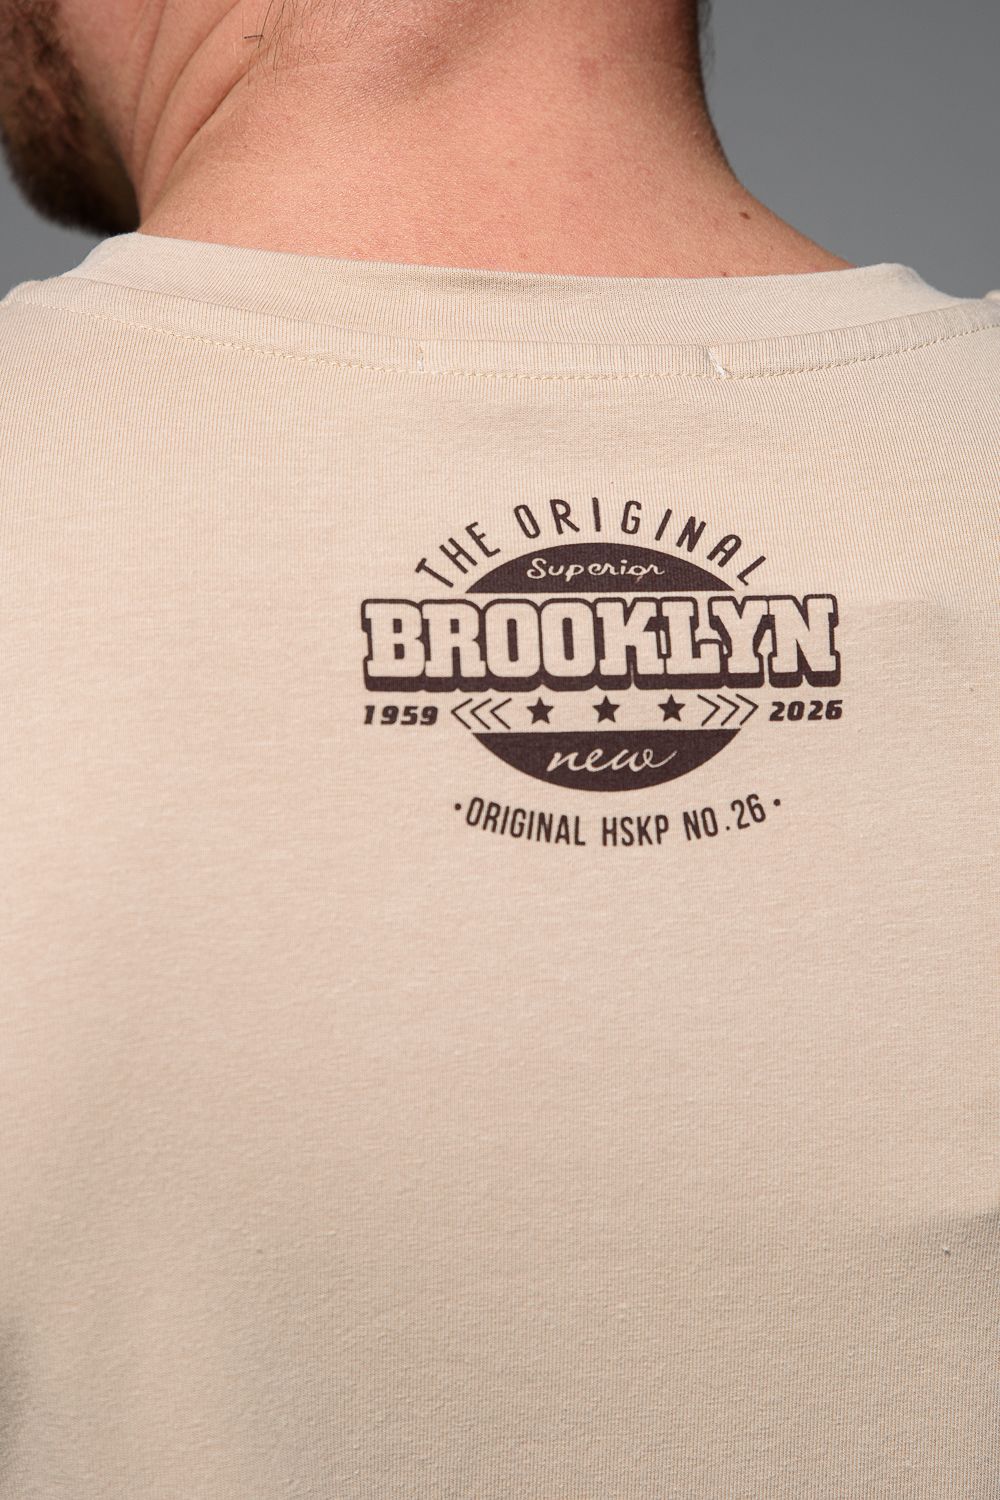 THE ORIGINAL
Superior
BROOKLYN
1959 2026
new
·ORIGINAL HSKP NO.26·